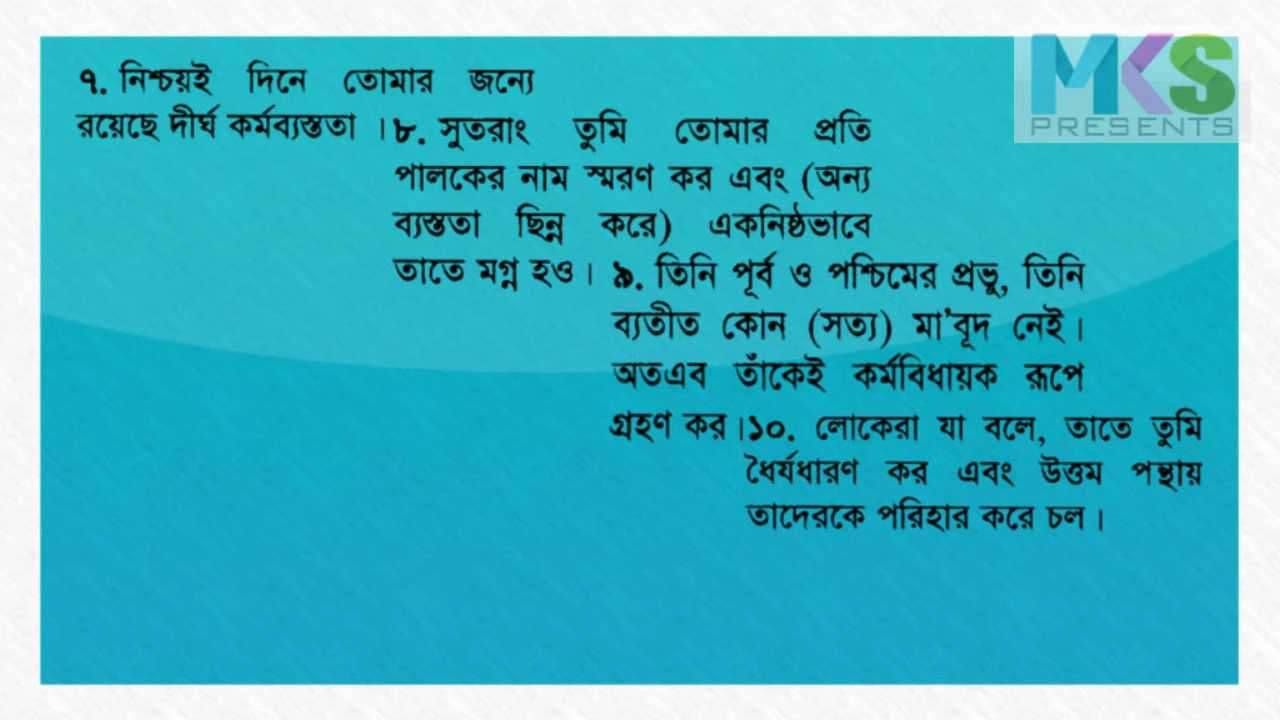 ৭. নিশ্চয়ই দিনে তোমার জন্যে
রয়েছে দীর্ঘ কর্মব্যস্ততা ।
৮. সুতরাং তুমি তোমার প্রতি
পালকের নাম স্মরণ কর এবং (অন্য
ব্যস্ততা ছিন্ন করে) একনিষ্ঠভাবে
তাতে মগ্ন হও ।
৯. তিনি পূর্ব ও পশ্চিমের প্রভু, তিনি
ব্যতীত কোন (সত্য) মা'বূদ নেই ।
অতএব তাঁকেই কর্মবিধায়ক রূপে
গ্রহণ কর ।
১০. লোকেরা যা বলে, তাতে তুমি
ধৈর্যধারণ কর এবং উত্তম পন্থায়
তাদেরকে পরিহার করে চল ।
MKS
PRESENTS